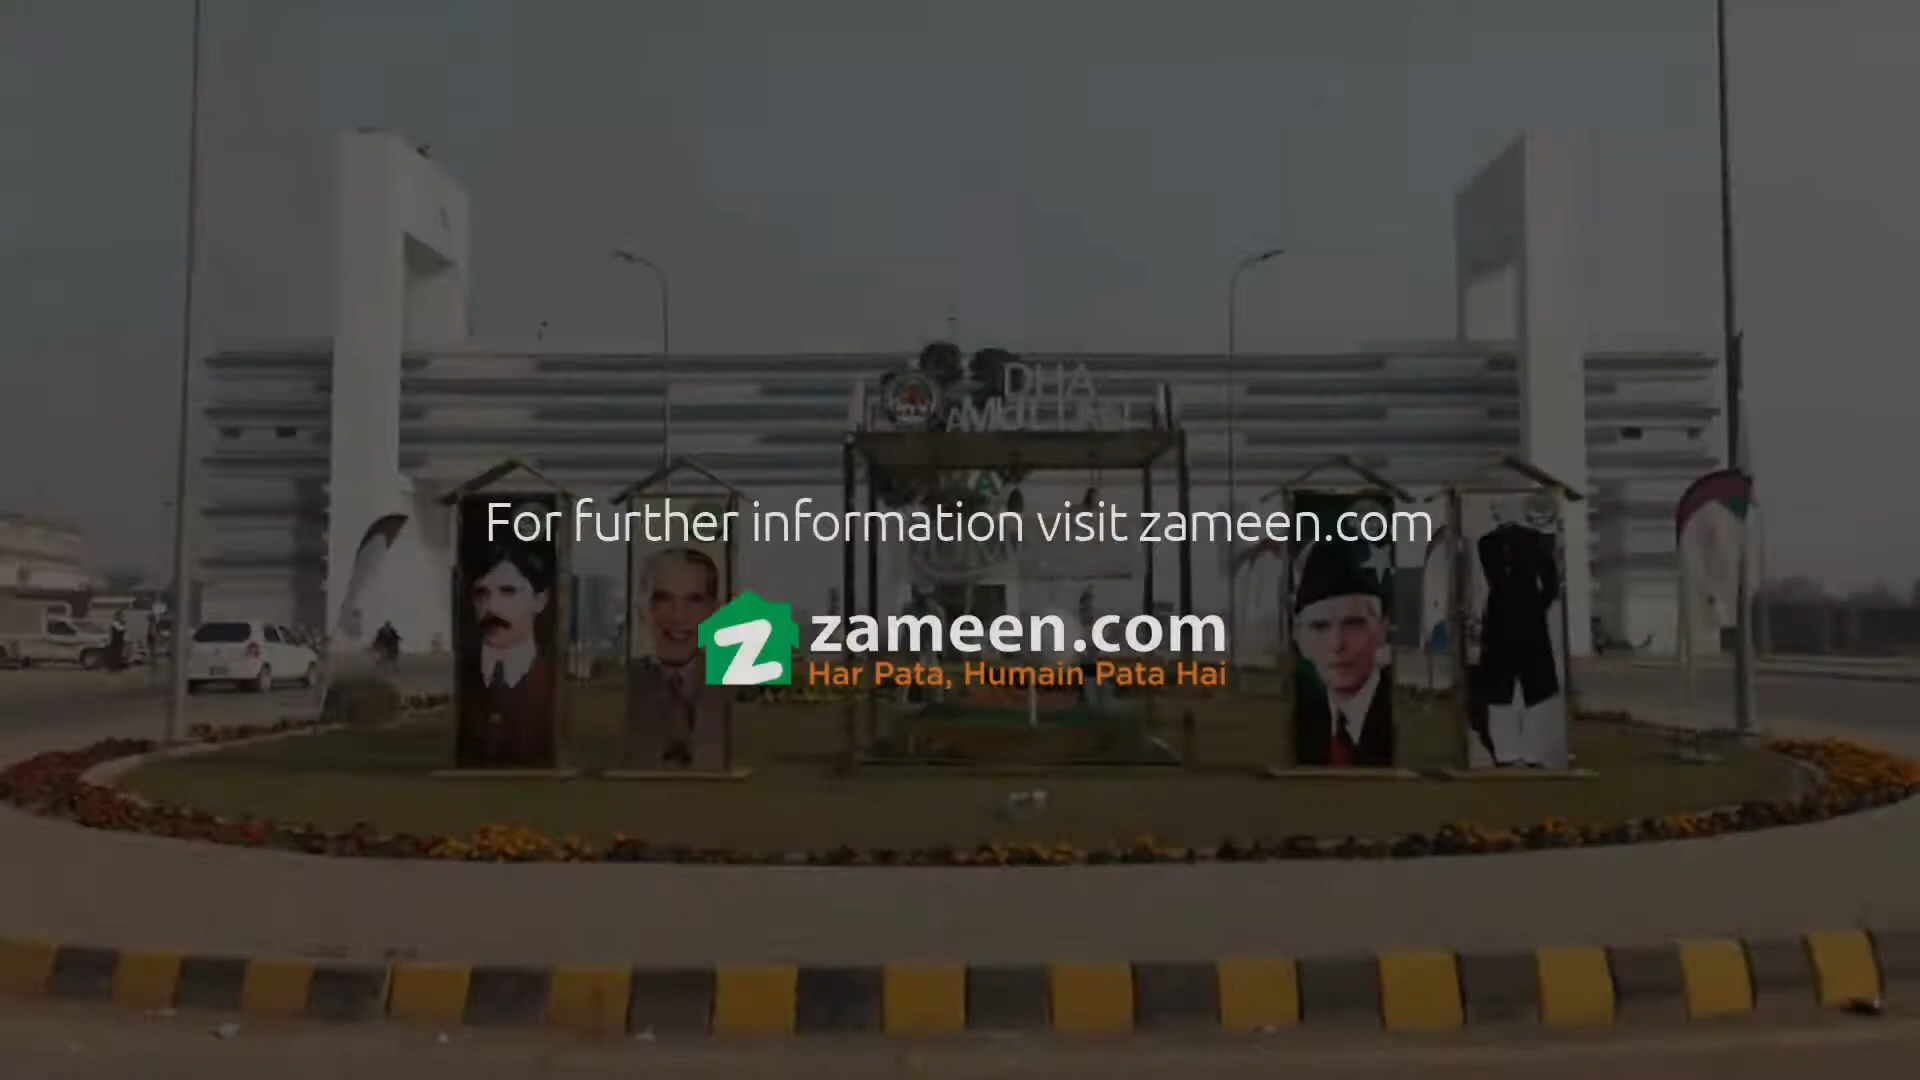 DHA
For further information visit zameen.com
zameen.com
Har Pata, Humain Pata Hai